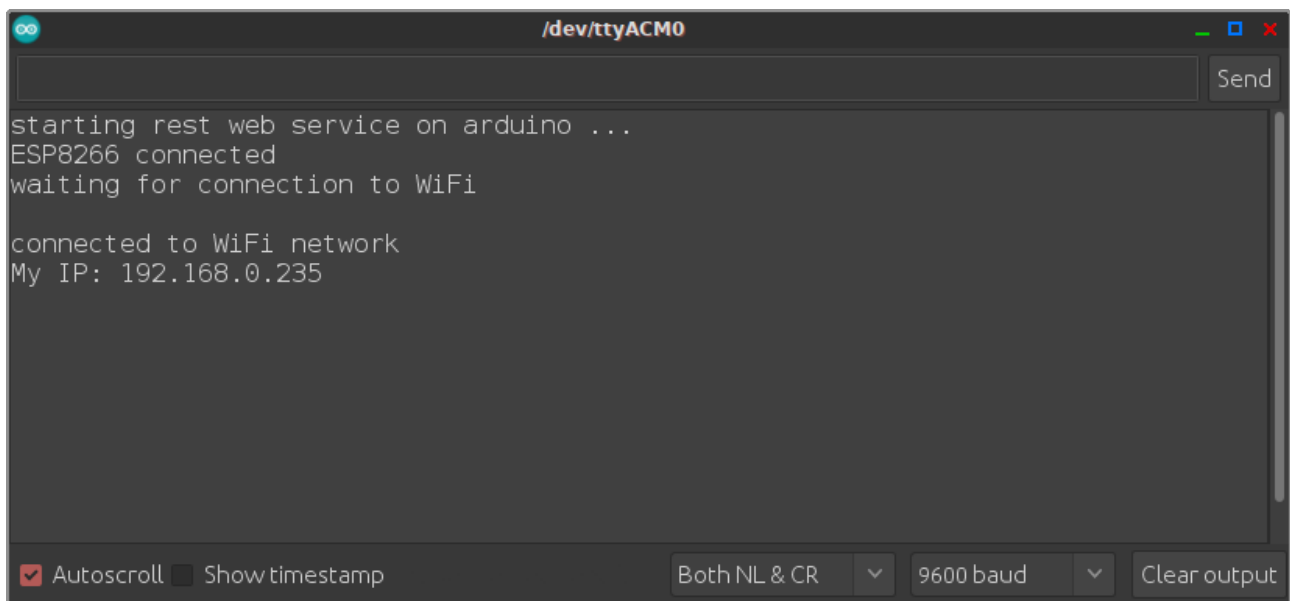 /dev/ttyACM0
Send
starting rest web service on arduino ...
ESP8266 connected
waiting for connection to WiFi
connected to WiFi network
My IP: 192.168.0.235
Autoscroll Show timestamp Both NL & CR 9600 baud Clear output